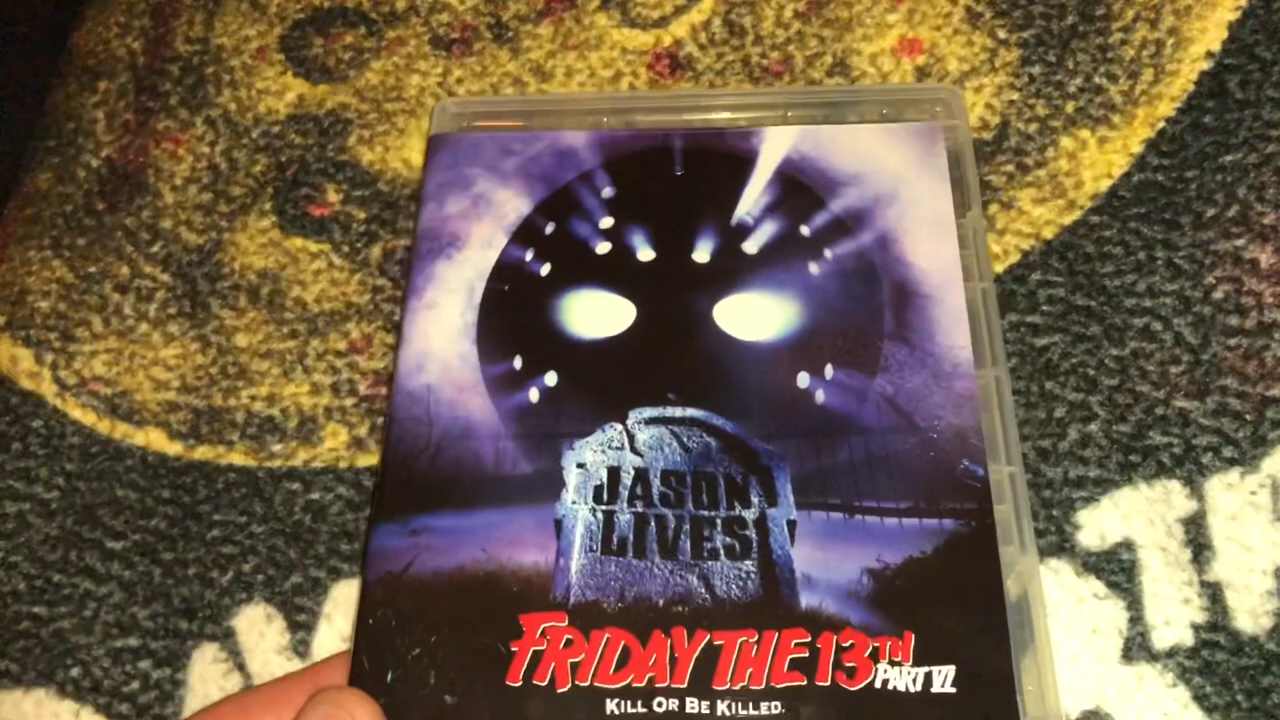 JASON
LIVES
FRIDAY THE 13TH
PART VI
KILL OR BE KILLED.